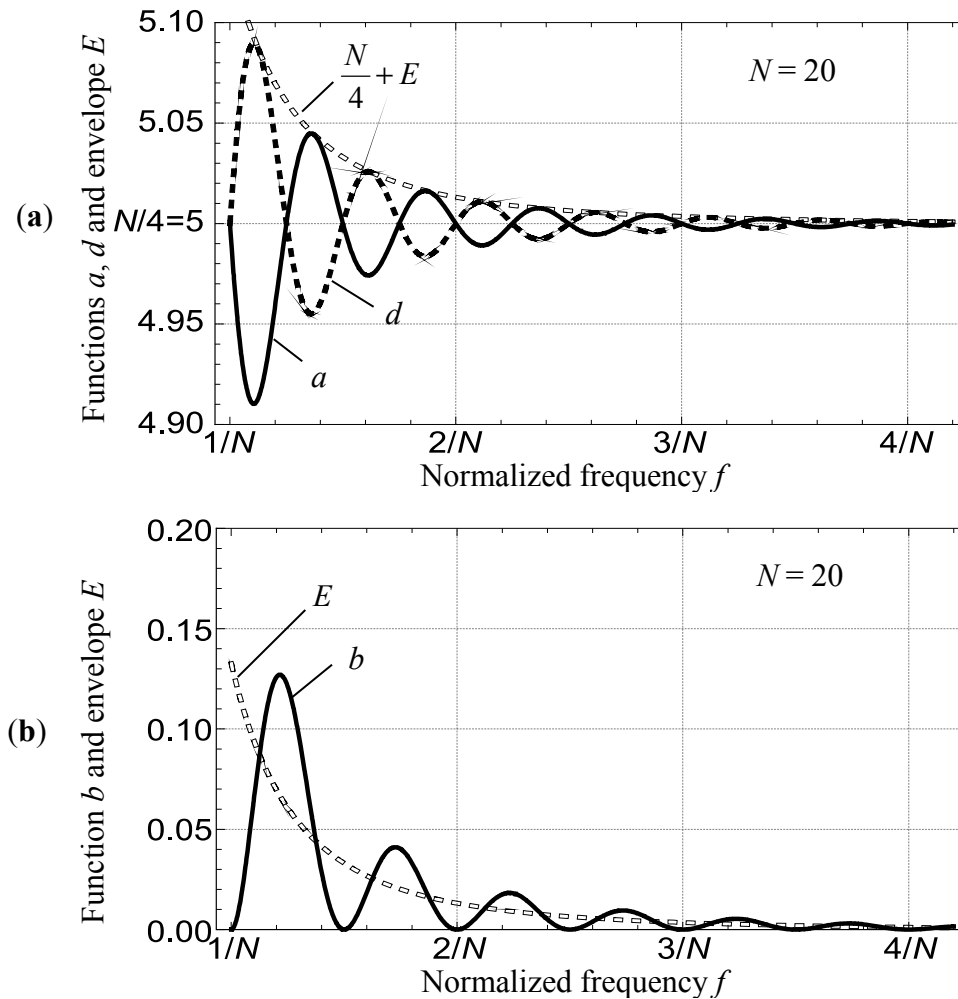 (a)
Functions a, d and envelope E
5.10
5.05
N/4=5
4.95
4.90
N/4 + E
N = 20
d
a
1/N
2/N
3/N
4/N
Normalized frequency f
(b)
Function b and envelope E
0.20
0.15
0.10
0.05
0.00
E
b
N = 20
1/N
2/N
3/N
4/N
Normalized frequency f